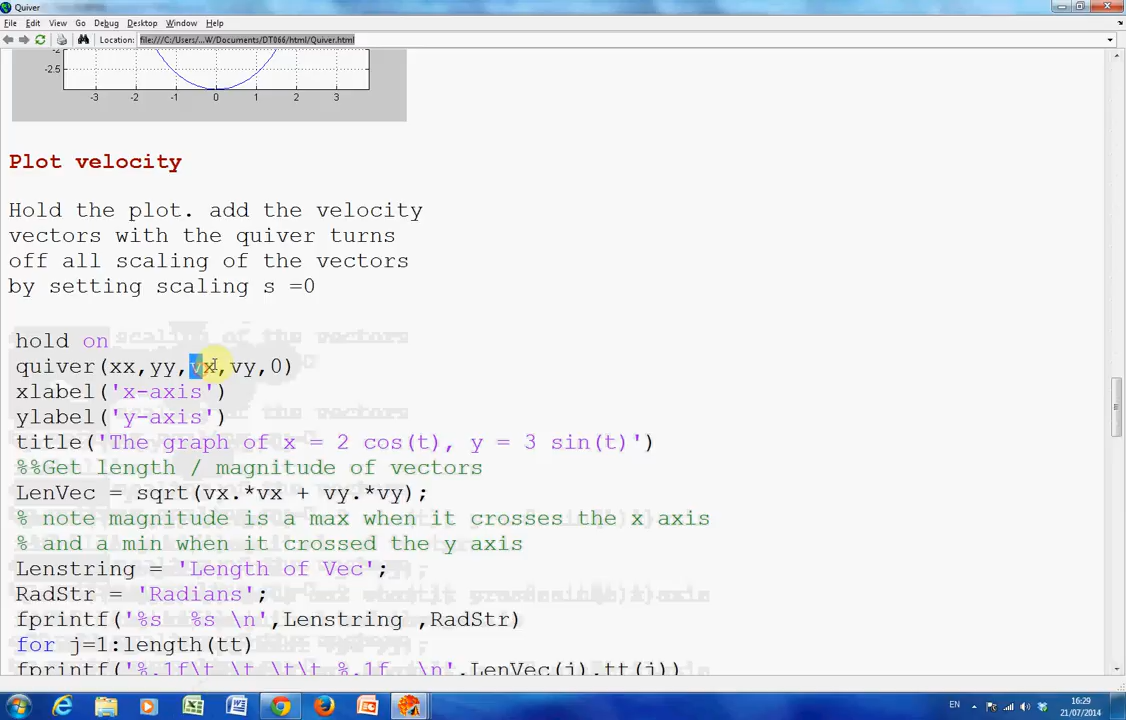 Quiver
File Edit View Go Debug Desktop Window Help
Location: file:///C:/Users/...W/Documents/DT066/html/Quiver.html
-2
-2.5
-3 -2 -1 0 1 2 3
Plot velocity
Hold the plot. add the velocity
vectors with the quiver turns
off all scaling of the vectors
by setting scaling s =0
hold on
quiver(xx,yy,vx,vy,0)
xlabel('x-axis')
ylabel('y-axis')
title('The graph of x = 2 cos(t), y = 3 sin(t)')
%%Get length / magnitude of vectors
LenVec = sqrt(vx.*vx + vy.*vy);
% note magnitude is a max when it crosses the x axis
% and a min when it crossed the y axis
Lenstring = 'Length of Vec';
RadStr = 'Radians';
fprintf('%s  %s \n',Lenstring ,RadStr)
for j=1:length(tt)
fprintf('%.1f\t \t \t\t %.1f  \n',LenVec(j),tt(j))
EN
16:29
21/07/2014